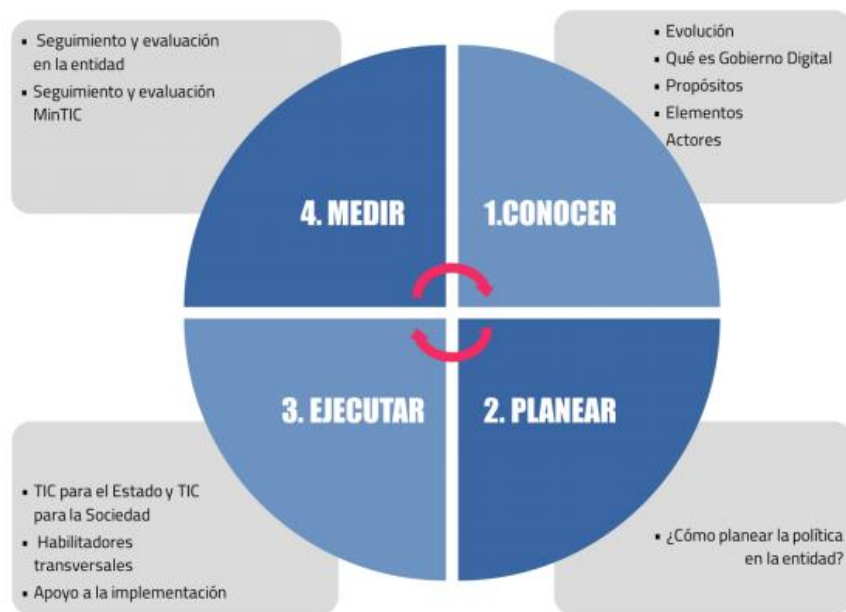 • Seguimiento y evaluación
en la entidad
• Seguimiento y evaluación
MinTIC
• Evolución
• Qué es Gobierno Digital
• Propósitos
• Elementos
Actores
4. MEDIR
1.CONOCER
3. EJECUTAR
2. PLANEAR
• TIC para el Estado y TIC
para la Sociedad
• Habilitadores
transversales
• Apoyo a la implementación
• ¿Cómo planear la política
en la entidad?